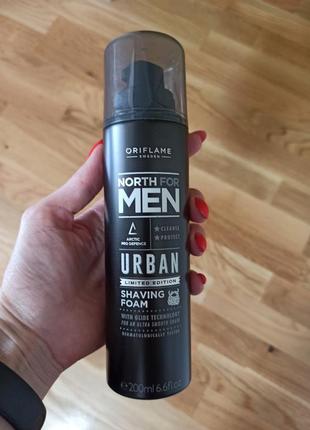 ORIFLAME
SWEDEN
NORTH FOR
MEN
ARCTIC
PRO DEFENCE
★ CLEANSE
★ PROTECT
URBAN
LIMITED EDITION
SHAVING
FOAM
WITH GLIDE TECHNOLOGY
FOR AN ULTRA SMOOTH SHAVE
DERMATOLOGICALLY TESTED
℮ 200ml 6.6fl.oz